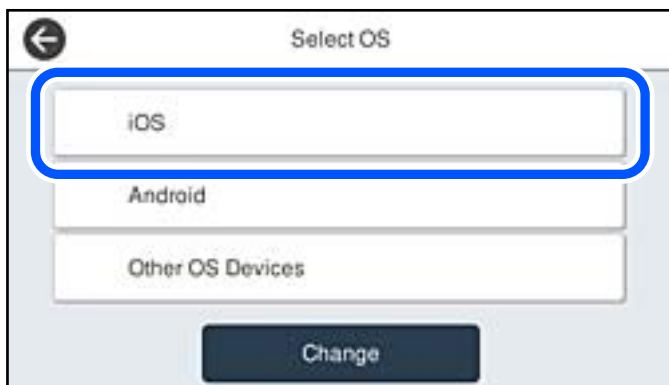 Select OS
iOS
Android
Other OS Devices
Change